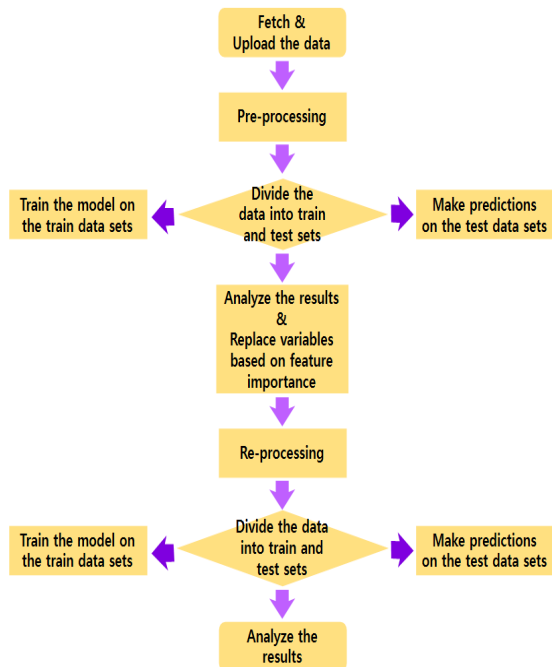 Fetch &
Upload the data
Pre-processing
Train the model on
the train data sets
Divide the
data into train
and test sets
Make predictions
on the test data sets
Analyze the results
&
Replace variables
based on feature
importance
Re-processing
Train the model on
the train data sets
Divide the data
into train and
test sets
Make predictions
on the test data sets
Analyze the
results